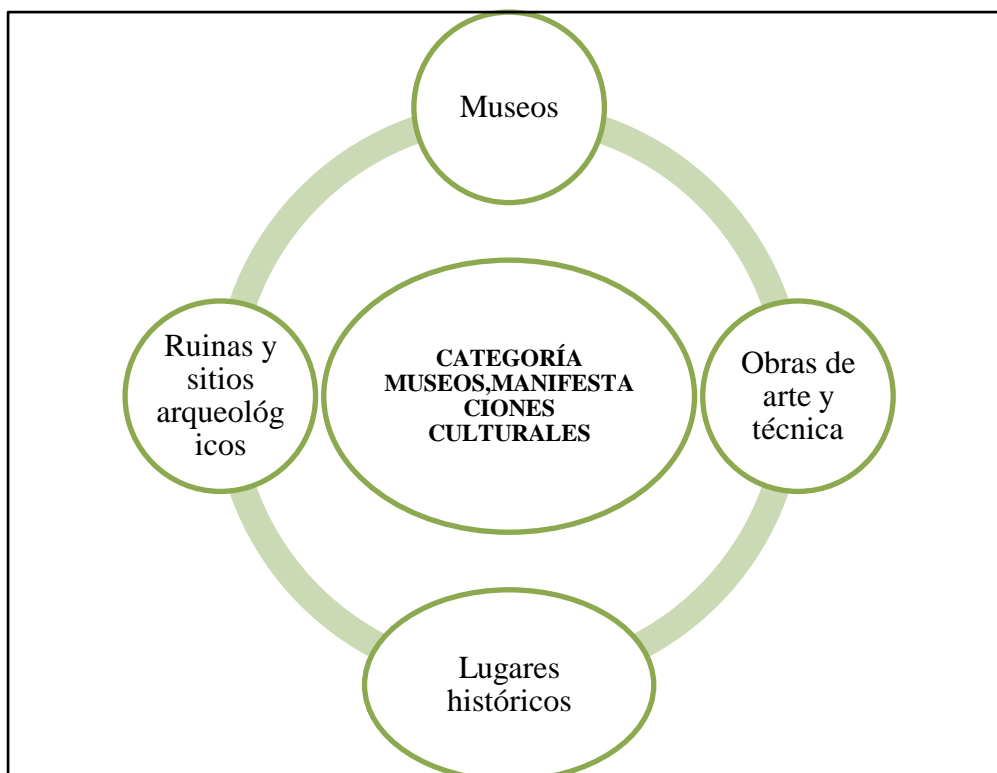 Museos
Ruinas y
sitios
arqueológ
icos
CATEGORÍA
MUSEOS,MANIFESTA
CIONES
CULTURALES
Obras de
arte y
técnica
Lugares
históricos